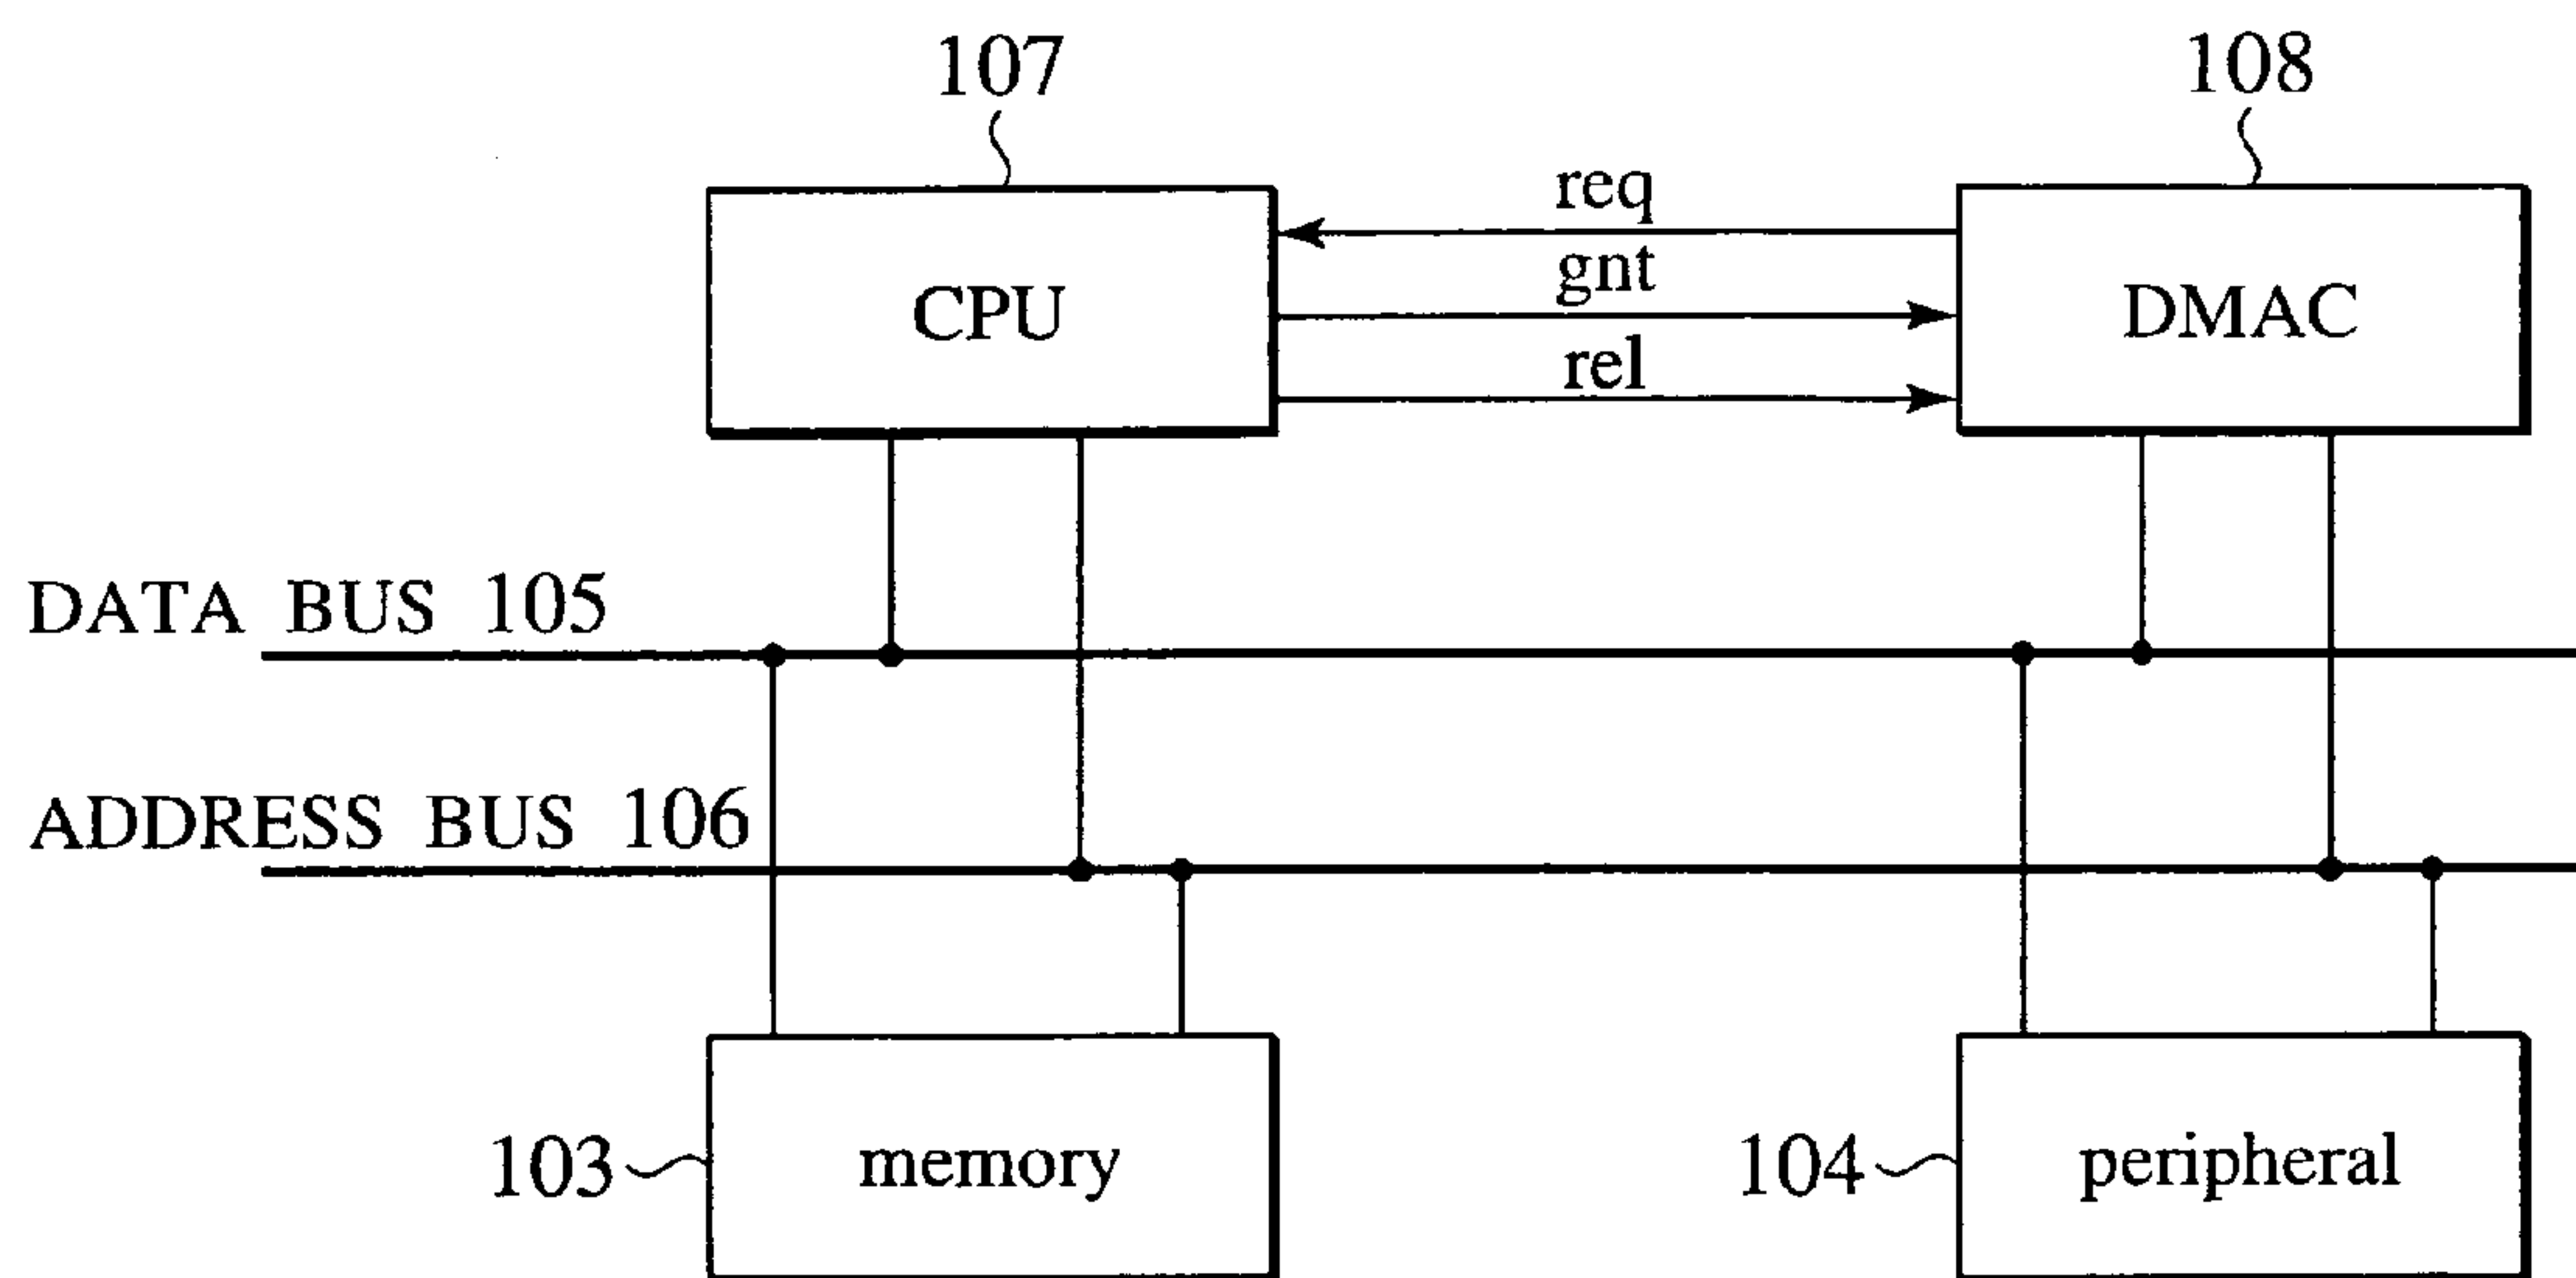 107
108
req
gnt
rel
CPU
DMAC
DATA BUS 105
ADDRESS BUS 106
103
memory
104
peripheral